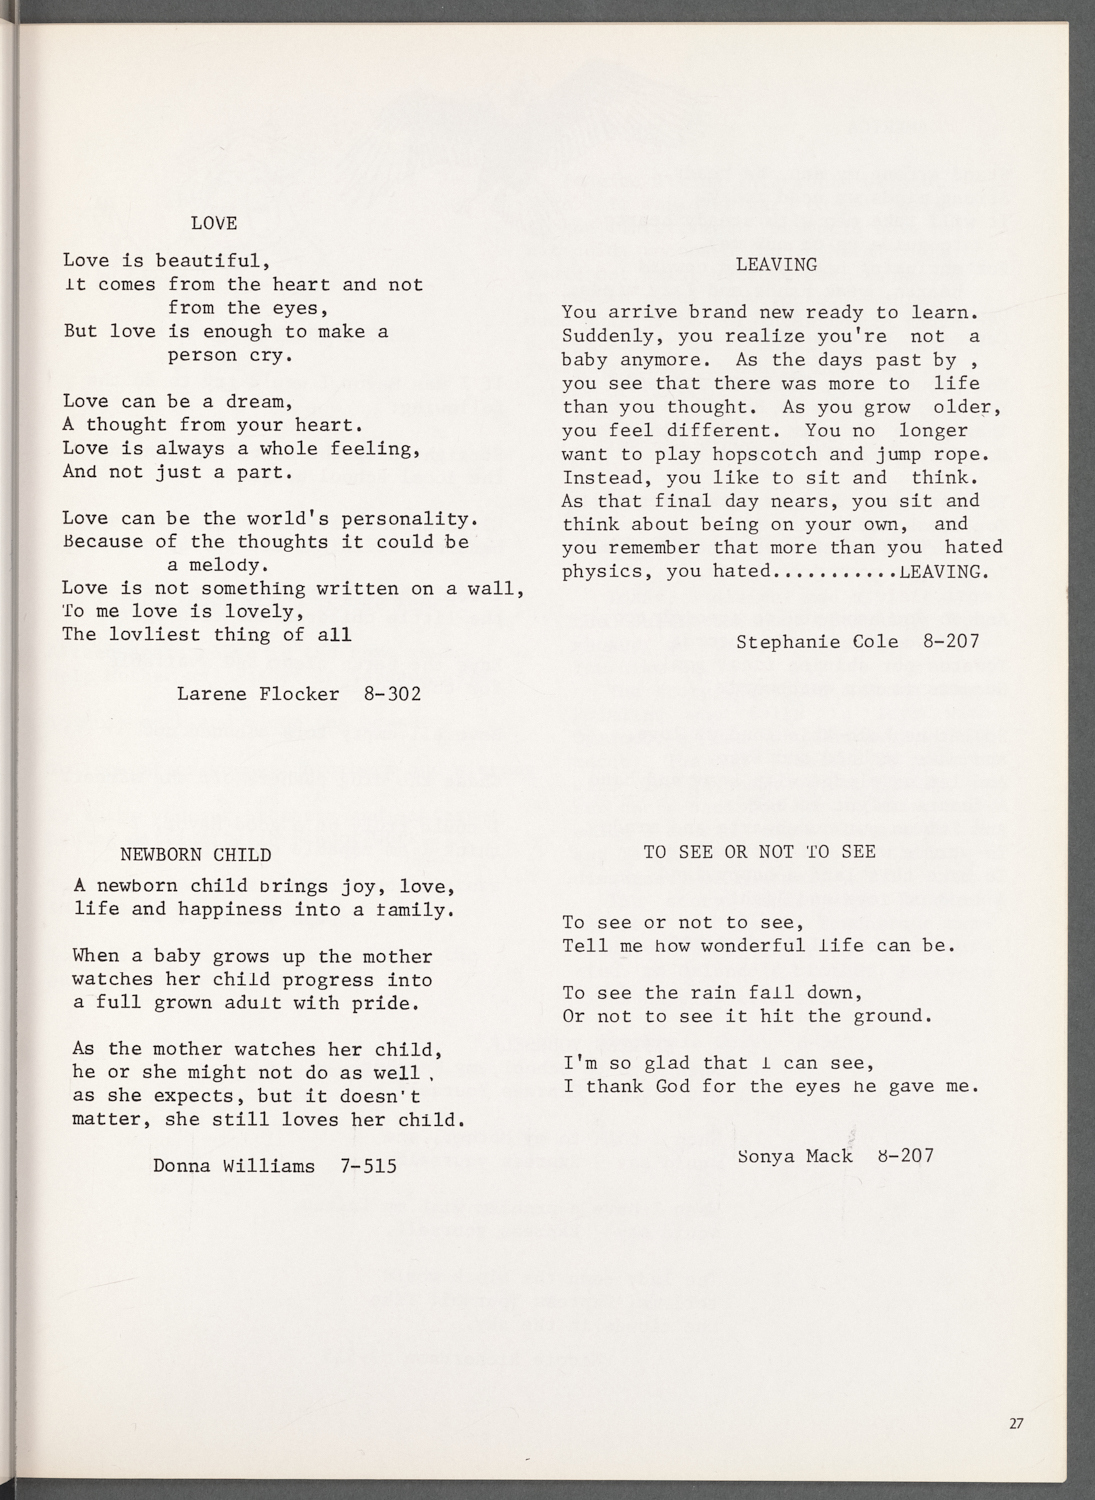 LOVE
Love is beautiful,
It comes from the heart and not
from the eyes,
But love is enough to make a
person cry.
Love can be a dream,
A thought from your heart.
Love is always a whole feeling,
And not just a part.
Love can be the world's personality.
Because of the thoughts it could be
a melody.
Love is not something written on a wall,
To me love is lovely,
The lovliest thing of all
Larene Flocker 8-302
LEAVING
You arrive brand new ready to learn.
Suddenly, you realize you're not a
baby anymore. As the days past by ,
you see that there was more to life
than you thought. As you grow older,
you feel different. You no longer
want to play hopscotch and jump rope.
Instead, you like to sit and think.
As that final day nears, you sit and
think about being on your own, and
you remember that more than you hated
physics, you hated...........LEAVING.
Stephanie Cole 8-207
NEWBORN CHILD
A newborn child brings joy, love,
life and happiness into a family.
When a baby grows up the mother
watches her child progress into
a full grown adult with pride.
As the mother watches her child,
he or she might not do as well ,
as she expects, but it doesn't
matter, she still loves her child.
Donna Williams 7-515
TO SEE OR NOT TO SEE
To see or not to see,
Tell me how wonderful life can be.
To see the rain fall down,
Or not to see it hit the ground.
I'm so glad that I can see,
I thank God for the eyes he gave me.
Sonya Mack 8-207
27